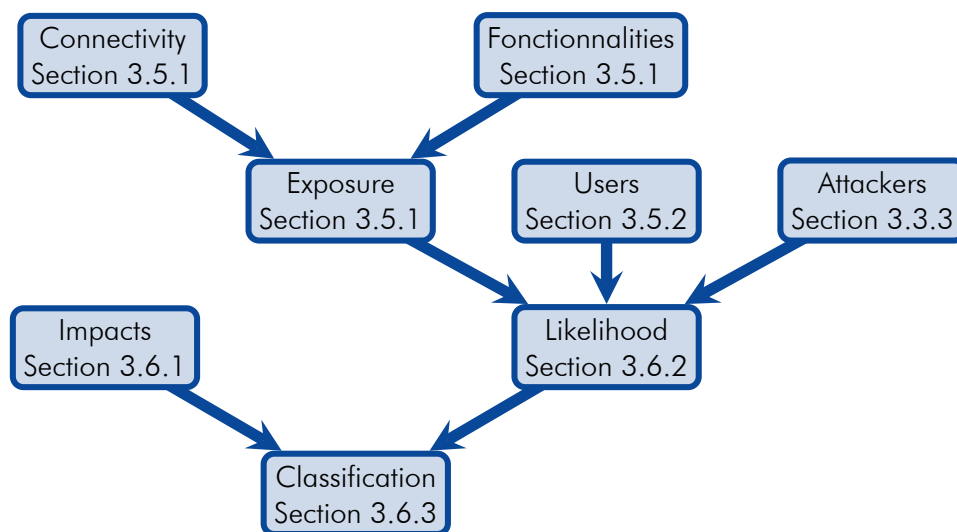 Connectivity
Section 3.5.1
Fonctionnalities
Section 3.5.1
Exposure
Section 3.5.1
Users
Section 3.5.2
Attackers
Section 3.3.3
Impacts
Section 3.6.1
Likelihood
Section 3.6.2
Classification
Section 3.6.3